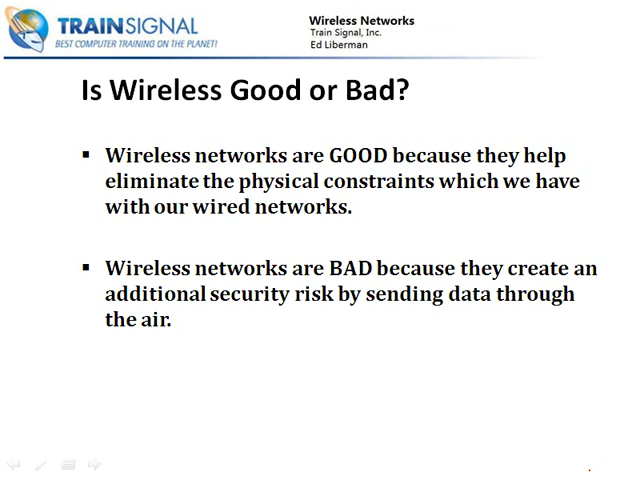 TRAINSIGNAL
BEST COMPUTER TRAINING ON THE PLANET!
Wireless Networks
Train Signal, Inc.
Ed Liberman
Is Wireless Good or Bad?
▪ Wireless networks are GOOD because they help
eliminate the physical constraints which we have
with our wired networks.
▪ Wireless networks are BAD because they create an
additional security risk by sending data through
the air.